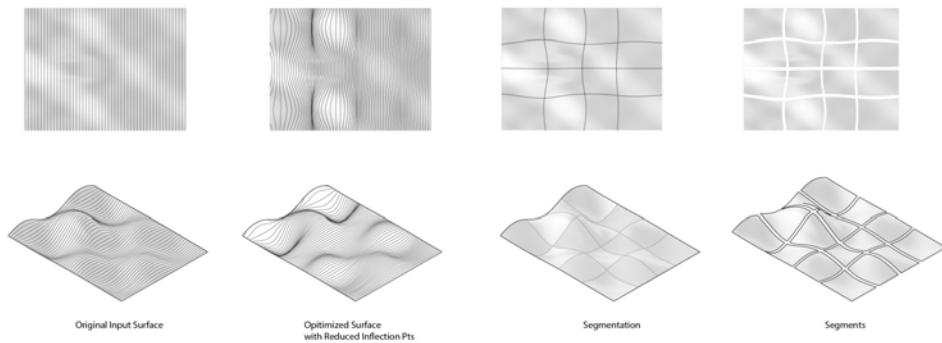 Original Input Surface
Opitimized Surface
with Reduced Inflection Pts
Segmentation
Segments